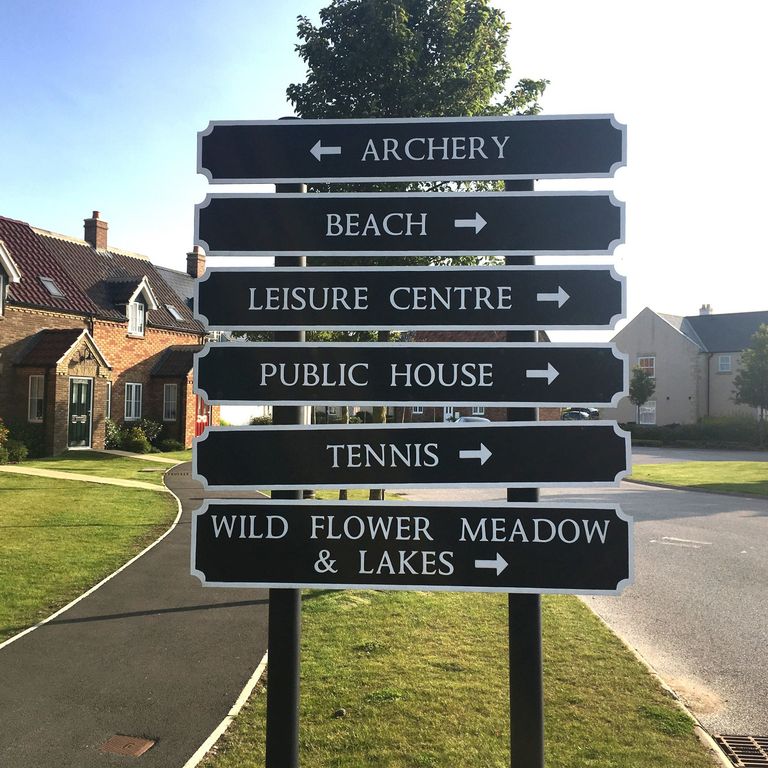 ← ARCHERY
BEACH →
LEISURE CENTRE →
PUBLIC HOUSE →
TENNIS →
WILD FLOWER MEADOW
& LAKES →